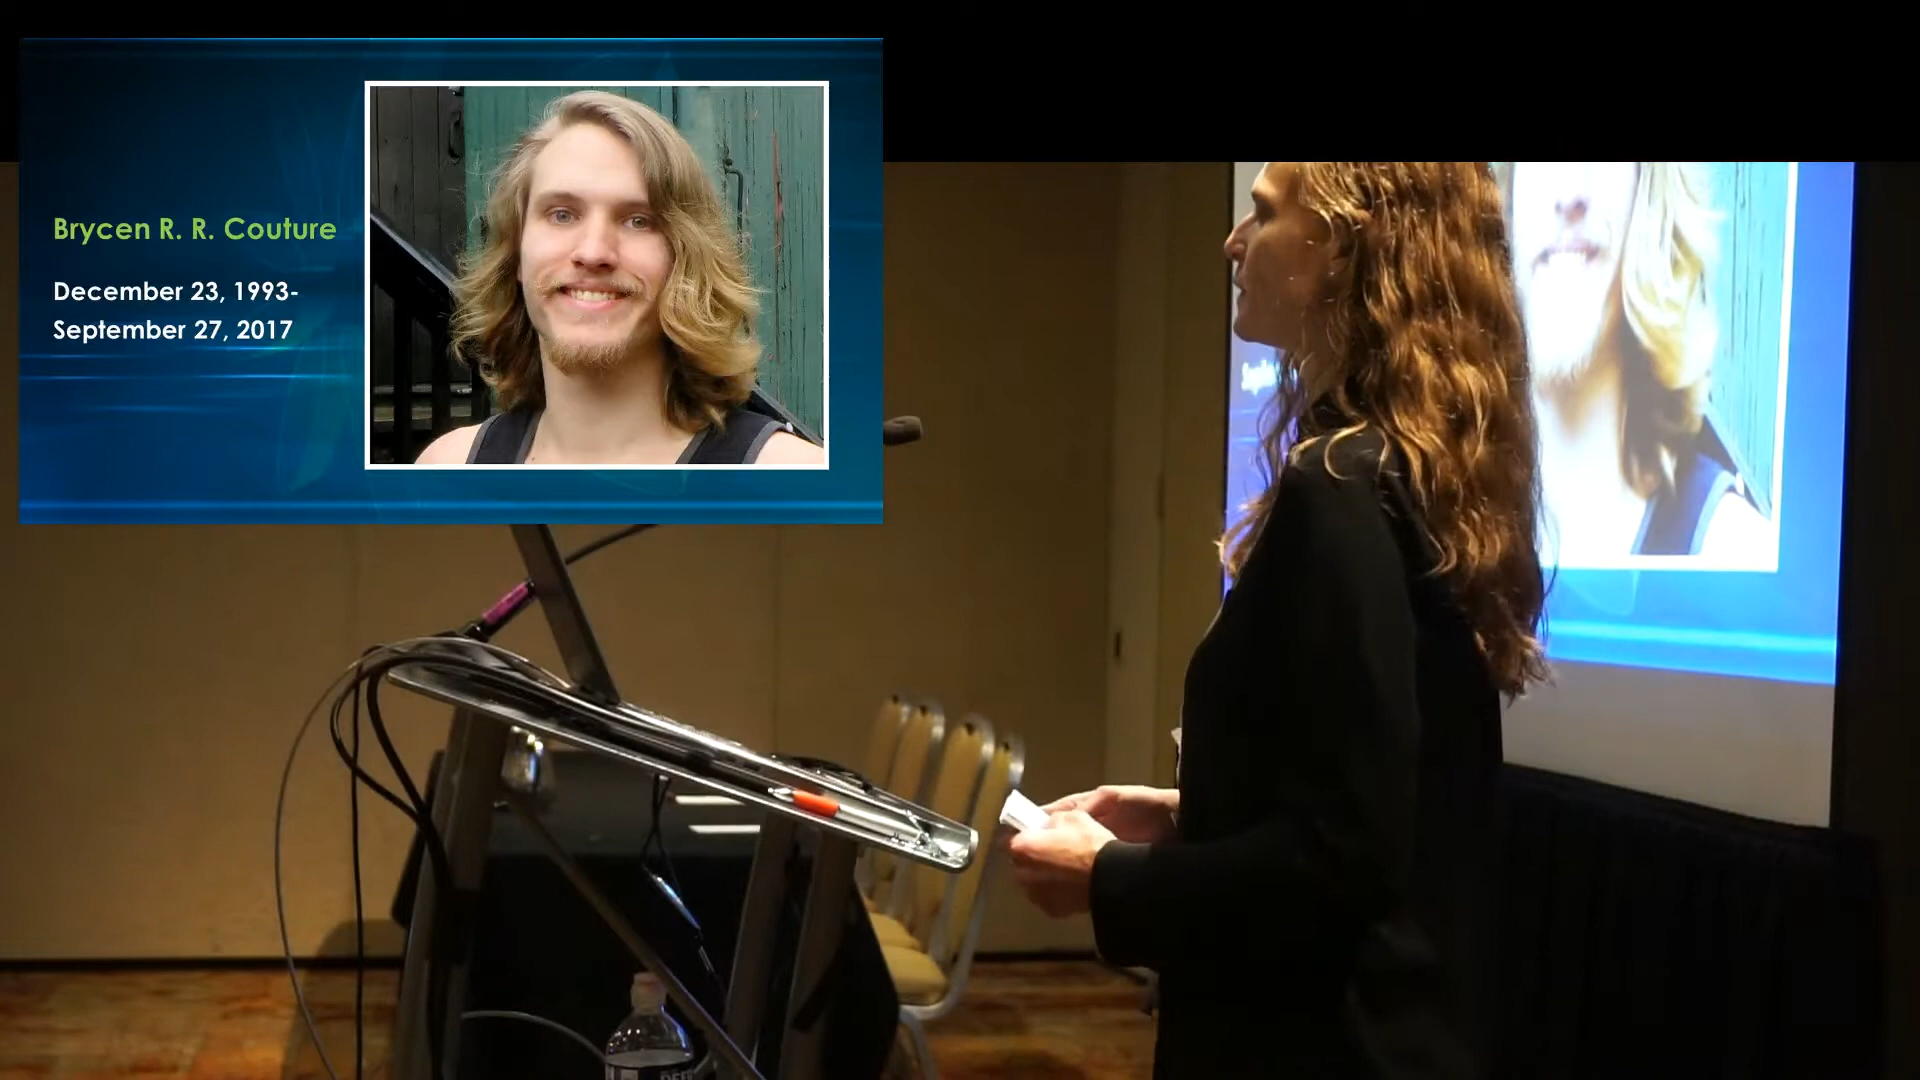 Brycen R. R. Couture
December 23, 1993-
September 27, 2017